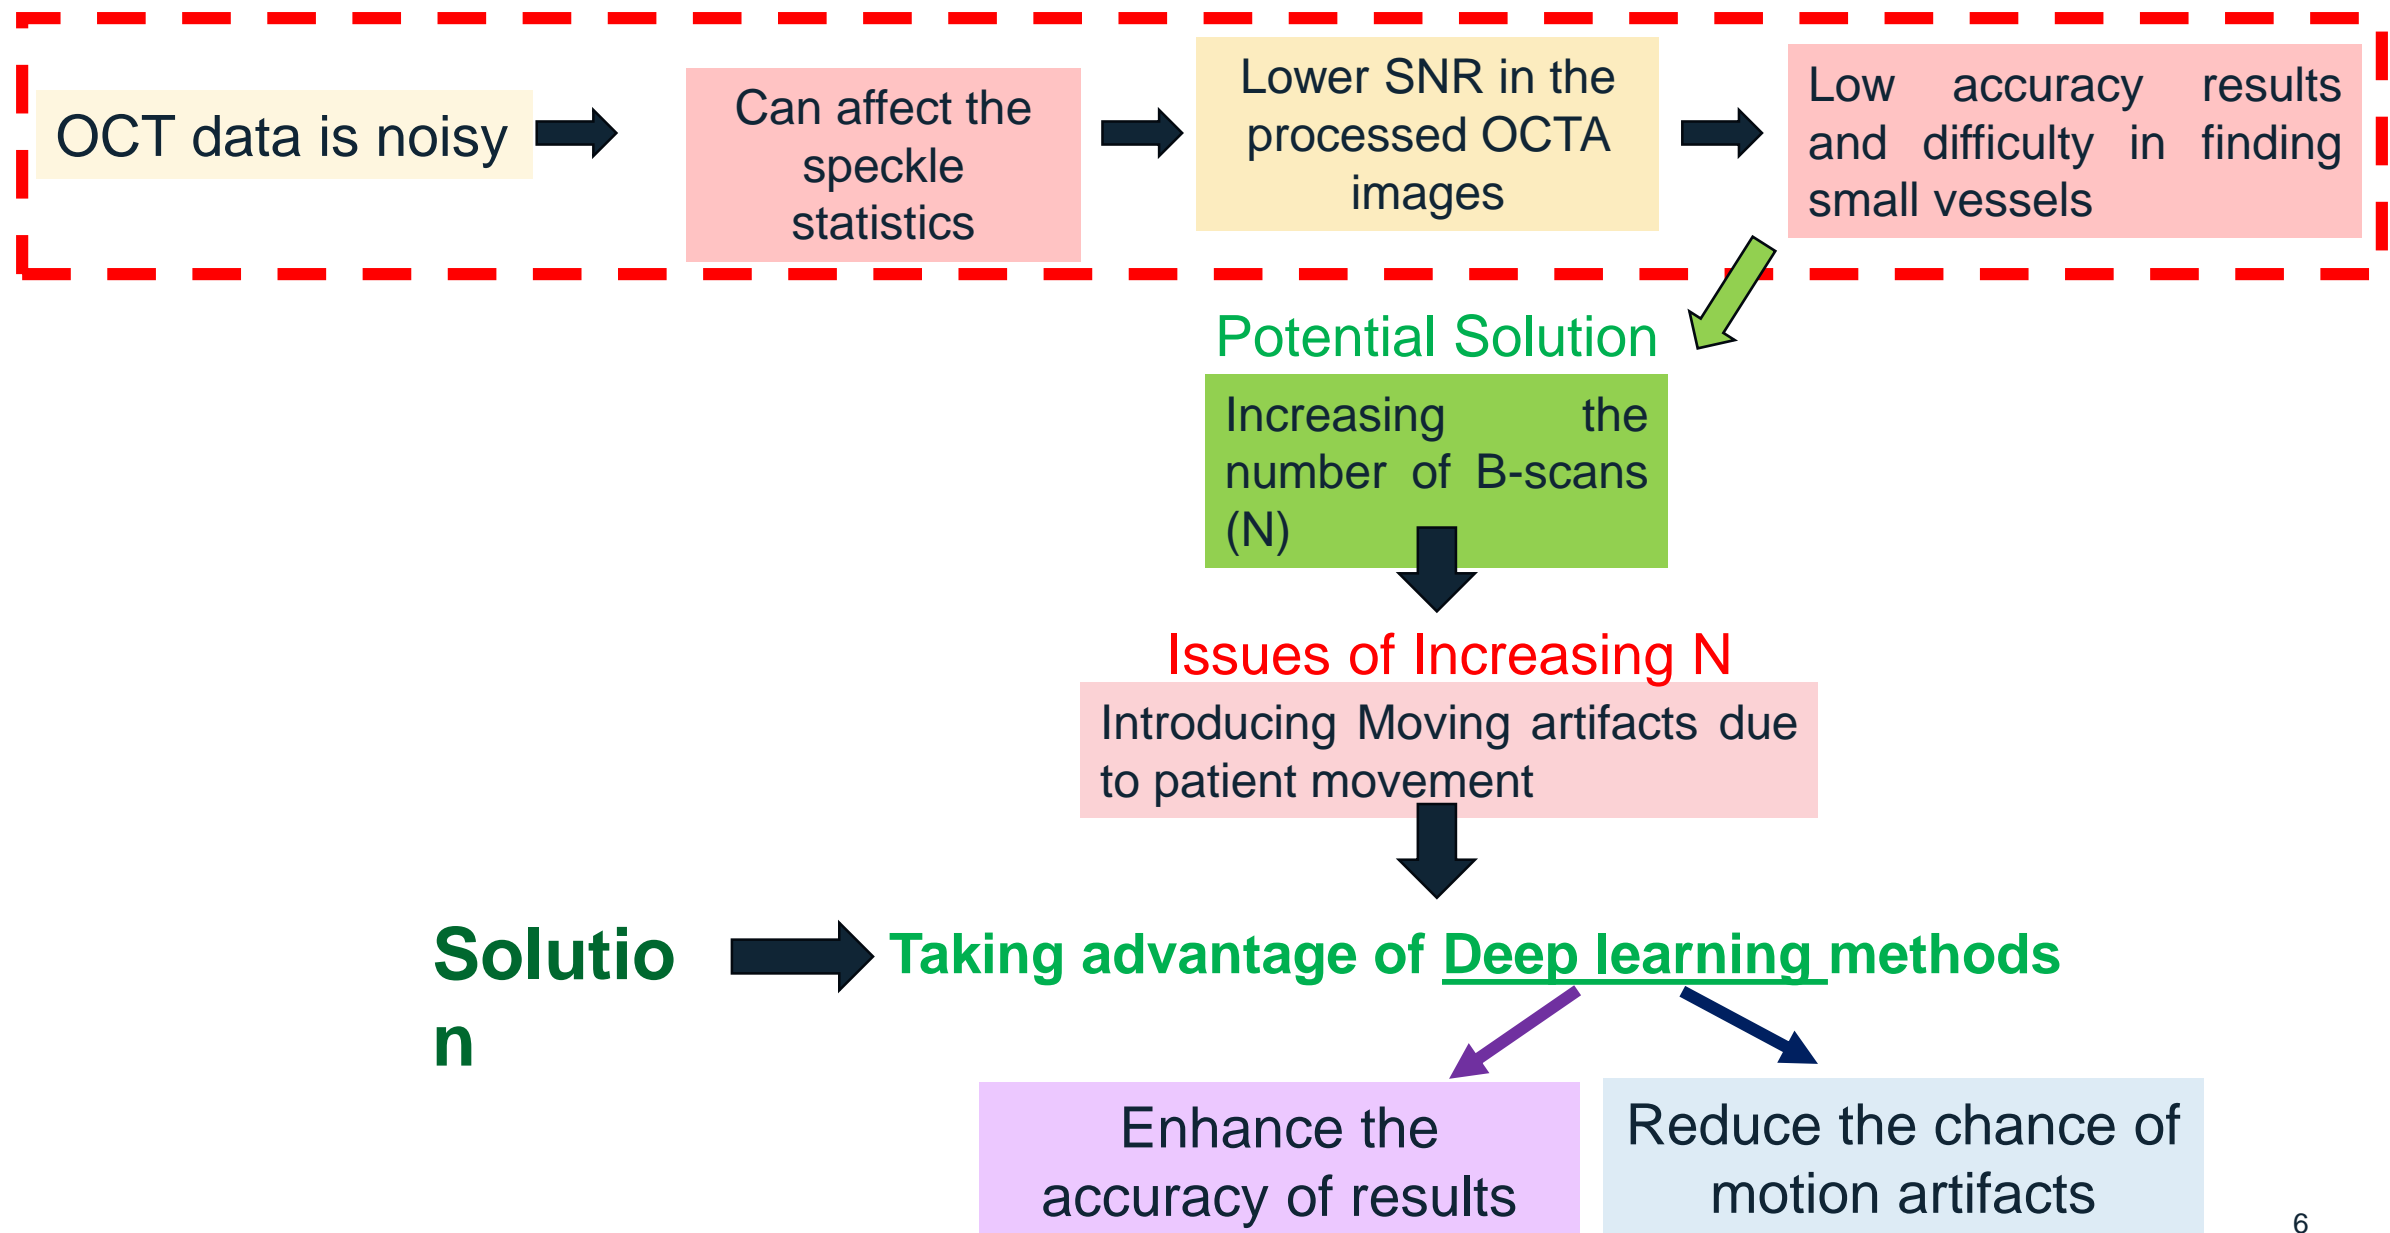 OCT data is noisy
Can affect the
speckle
statistics
Lower SNR in the
processed OCTA
images
Low accuracy results
and difficulty in finding
small vessels
Potential Solution
Increasing the
number of B-scans
(N)
Issues of Increasing N
Introducing Moving artifacts due
to patient movement
Solutio
n
Taking advantage of Deep learning methods
Enhance the
accuracy of results
Reduce the chance of
motion artifacts
6